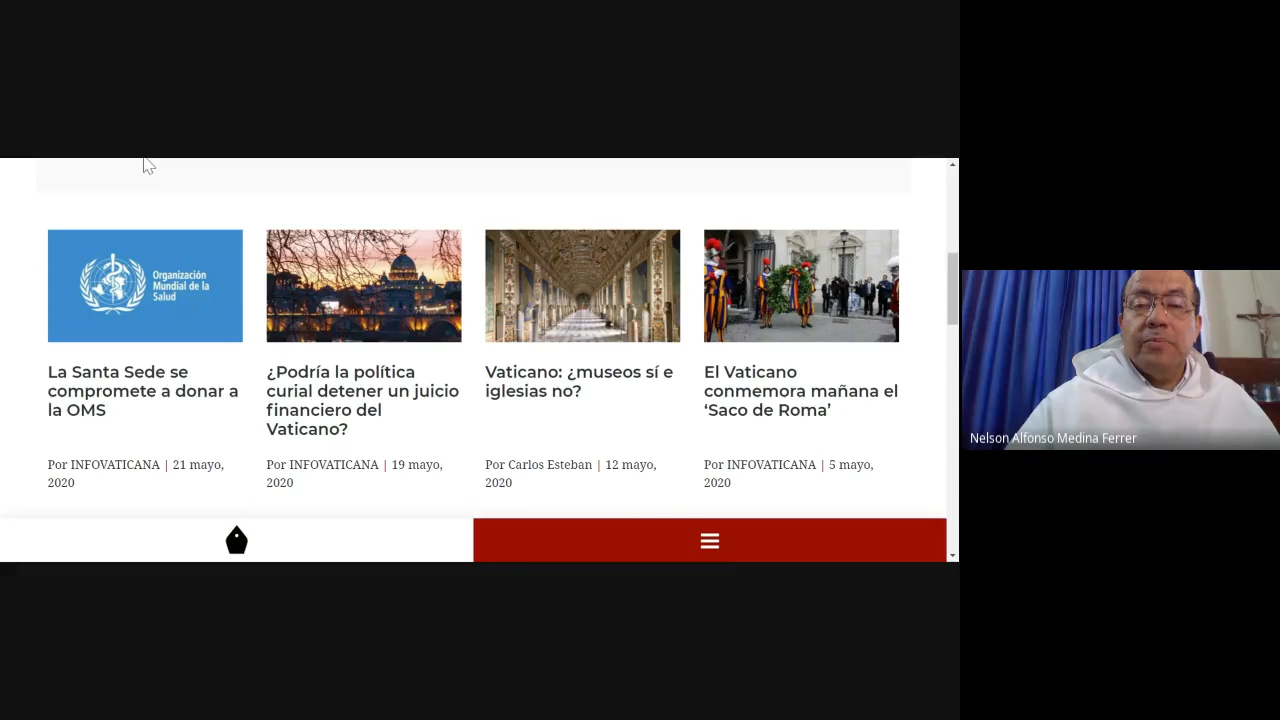 Organización
Mundial de la
Salud
La Santa Sede se
compromete a donar a
la OMS
Por INFOVATICANA | 21 mayo,
2020
¿Podría la política
curial detener un juicio
financiero del
Vaticano?
Por INFOVATICANA | 19 mayo,
2020
Vaticano: ¿museos sí e
iglesias no?
Por Carlos Esteban | 12 mayo,
2020
El Vaticano
conmemora mañana el
‘Saco de Roma’
Por INFOVATICANA | 5 mayo,
2020
Nelson Alfonso Medina Ferrer